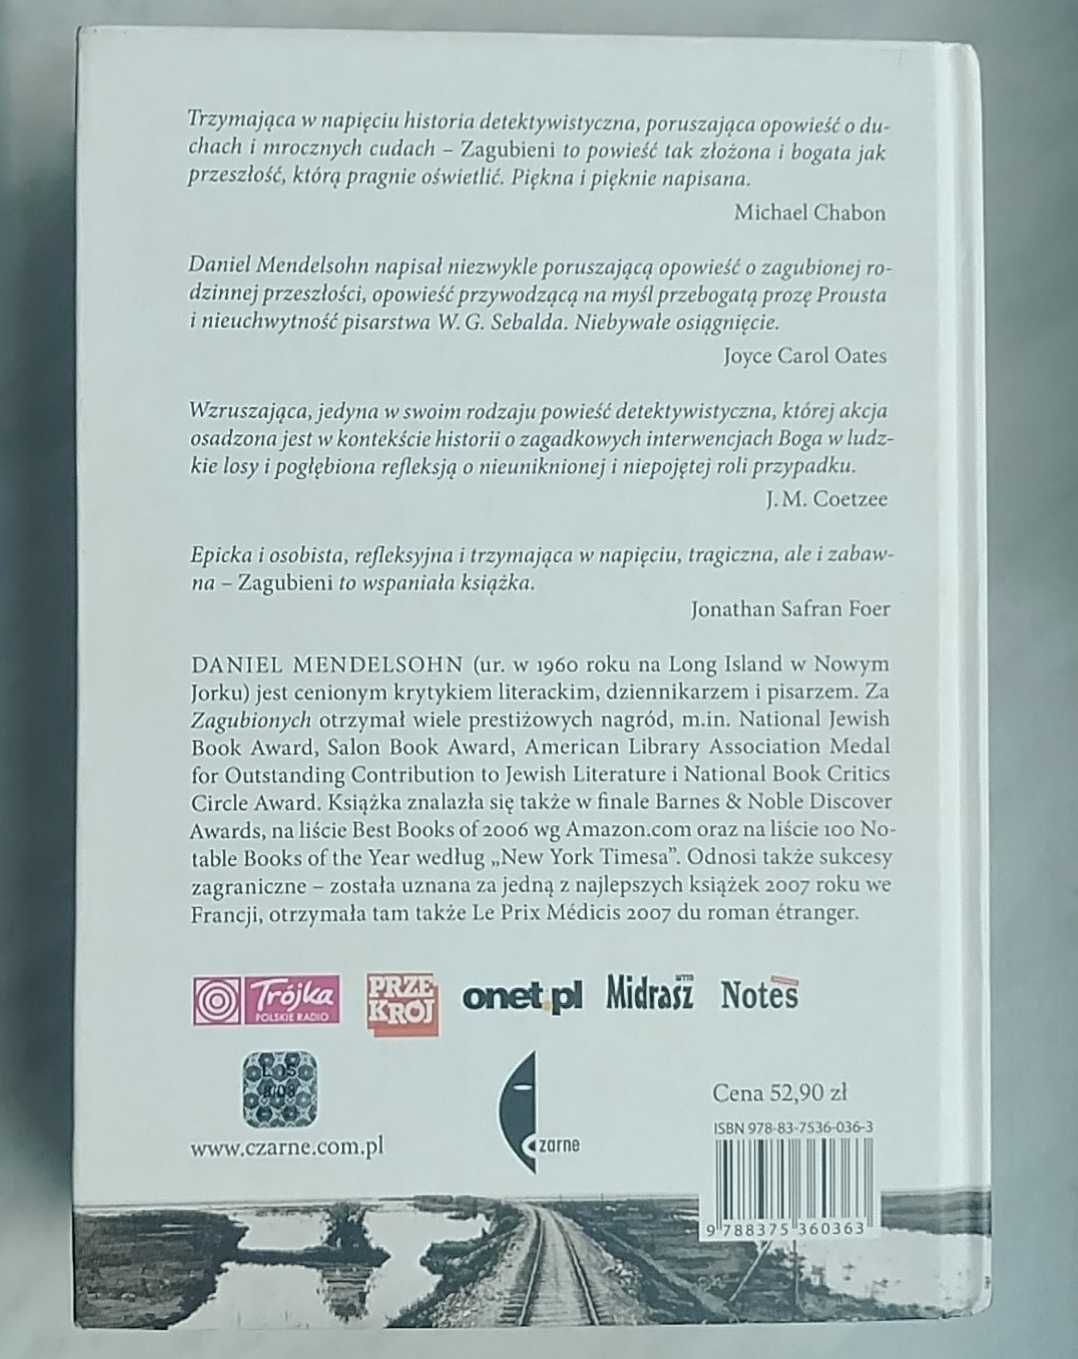 Trzymająca w napięciu historia detektywistyczna, poruszająca opowieść o du-
chach i mrocznych cudach – Zagubieni to powieść tak złożona i bogata jak
przeszłość, którą pragnie oświetlić. Piękna i pięknie napisana.
Michael Chabon
Daniel Mendelsohn napisał niezwykle poruszającą opowieść o zagubionej ro-
dzinnej przeszłości, opowieść przywodzącą na myśl przebogatą prozę Prousta
i nieuchwytność pisarstwa W. G. Sebalda. Niebywałe osiągnięcie.
Joyce Carol Oates
Wzruszająca, jedyna w swoim rodzaju powieść detektywistyczna, której akcja
osadzona jest w kontekście historii o zagadkowych interwencjach Boga w ludz-
kie losy i pogłębiona refleksją o nieuniknionej i niepojętej roli przypadku.
J. M. Coetzee
Epicka i osobista, refleksyjna i trzymająca w napięciu, tragiczna, ale i zabaw-
na – Zagubieni to wspaniała książka.
Jonathan Safran Foer
DANIEL MENDELSOHN (ur. w 1960 roku na Long Island w Nowym
Jorku) jest cenionym krytykiem literackim, dziennikarzem i pisarzem. Za
Zagubionych otrzymał wiele prestiżowych nagród, m.in. National Jewish
Book Award, Salon Book Award, American Library Association Medal
for Outstanding Contribution to Jewish Literature i National Book Critics
Circle Award. Książka znalazła się także w finale Barnes & Noble Discover
Awards, na liście Best Books of 2006 wg Amazon.com oraz na liście 100 No-
table Books of the Year według „New York Timesa”. Odnosi także sukcesy
zagraniczne – została uznana za jedną z najlepszych książek 2007 roku we
Francji, otrzymała tam także Le Prix Médicis 2007 du roman étranger.
Trójka
POLSKIE RADIO
PRZE
KRÓJ
onet.pl
Midrasz
Notes
www.czarne.com.pl
czarne
Cena 52,90 zł
ISBN 978-83-7536-036-3
9 788375 360363